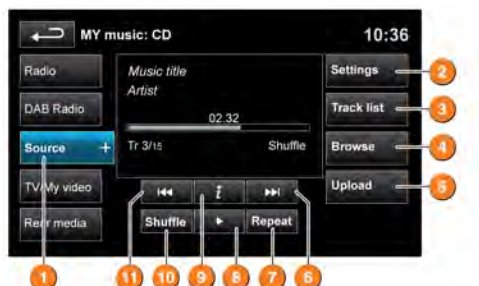 MY music: CD
10:36
Radio
DAB Radio
Source +
TV/My video
Rear media
Music title
Artist
02.32
Tr 3/15
Shuffle
Settings
Track list
Browse
Upload
i
Shuffle
Repeat
1
2
3
4
5
6
7
8
9
10
11